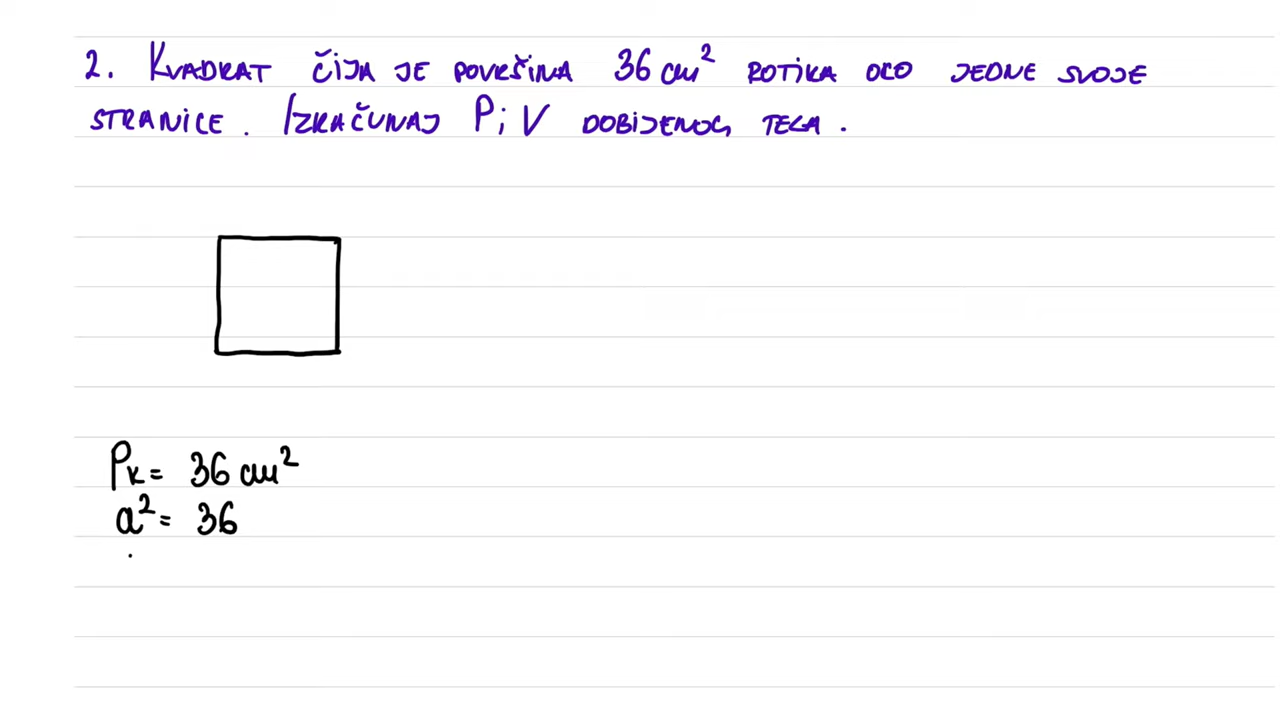 2. KVADRAT ČIJA JE POVRŠINA 36 cm² ROTIRA OKO JEDNE SVOJE
STRANICE. IZRAČUNAJ P i V DOBIJENOG TELA.
Pk = 36 cm²
a² = 36